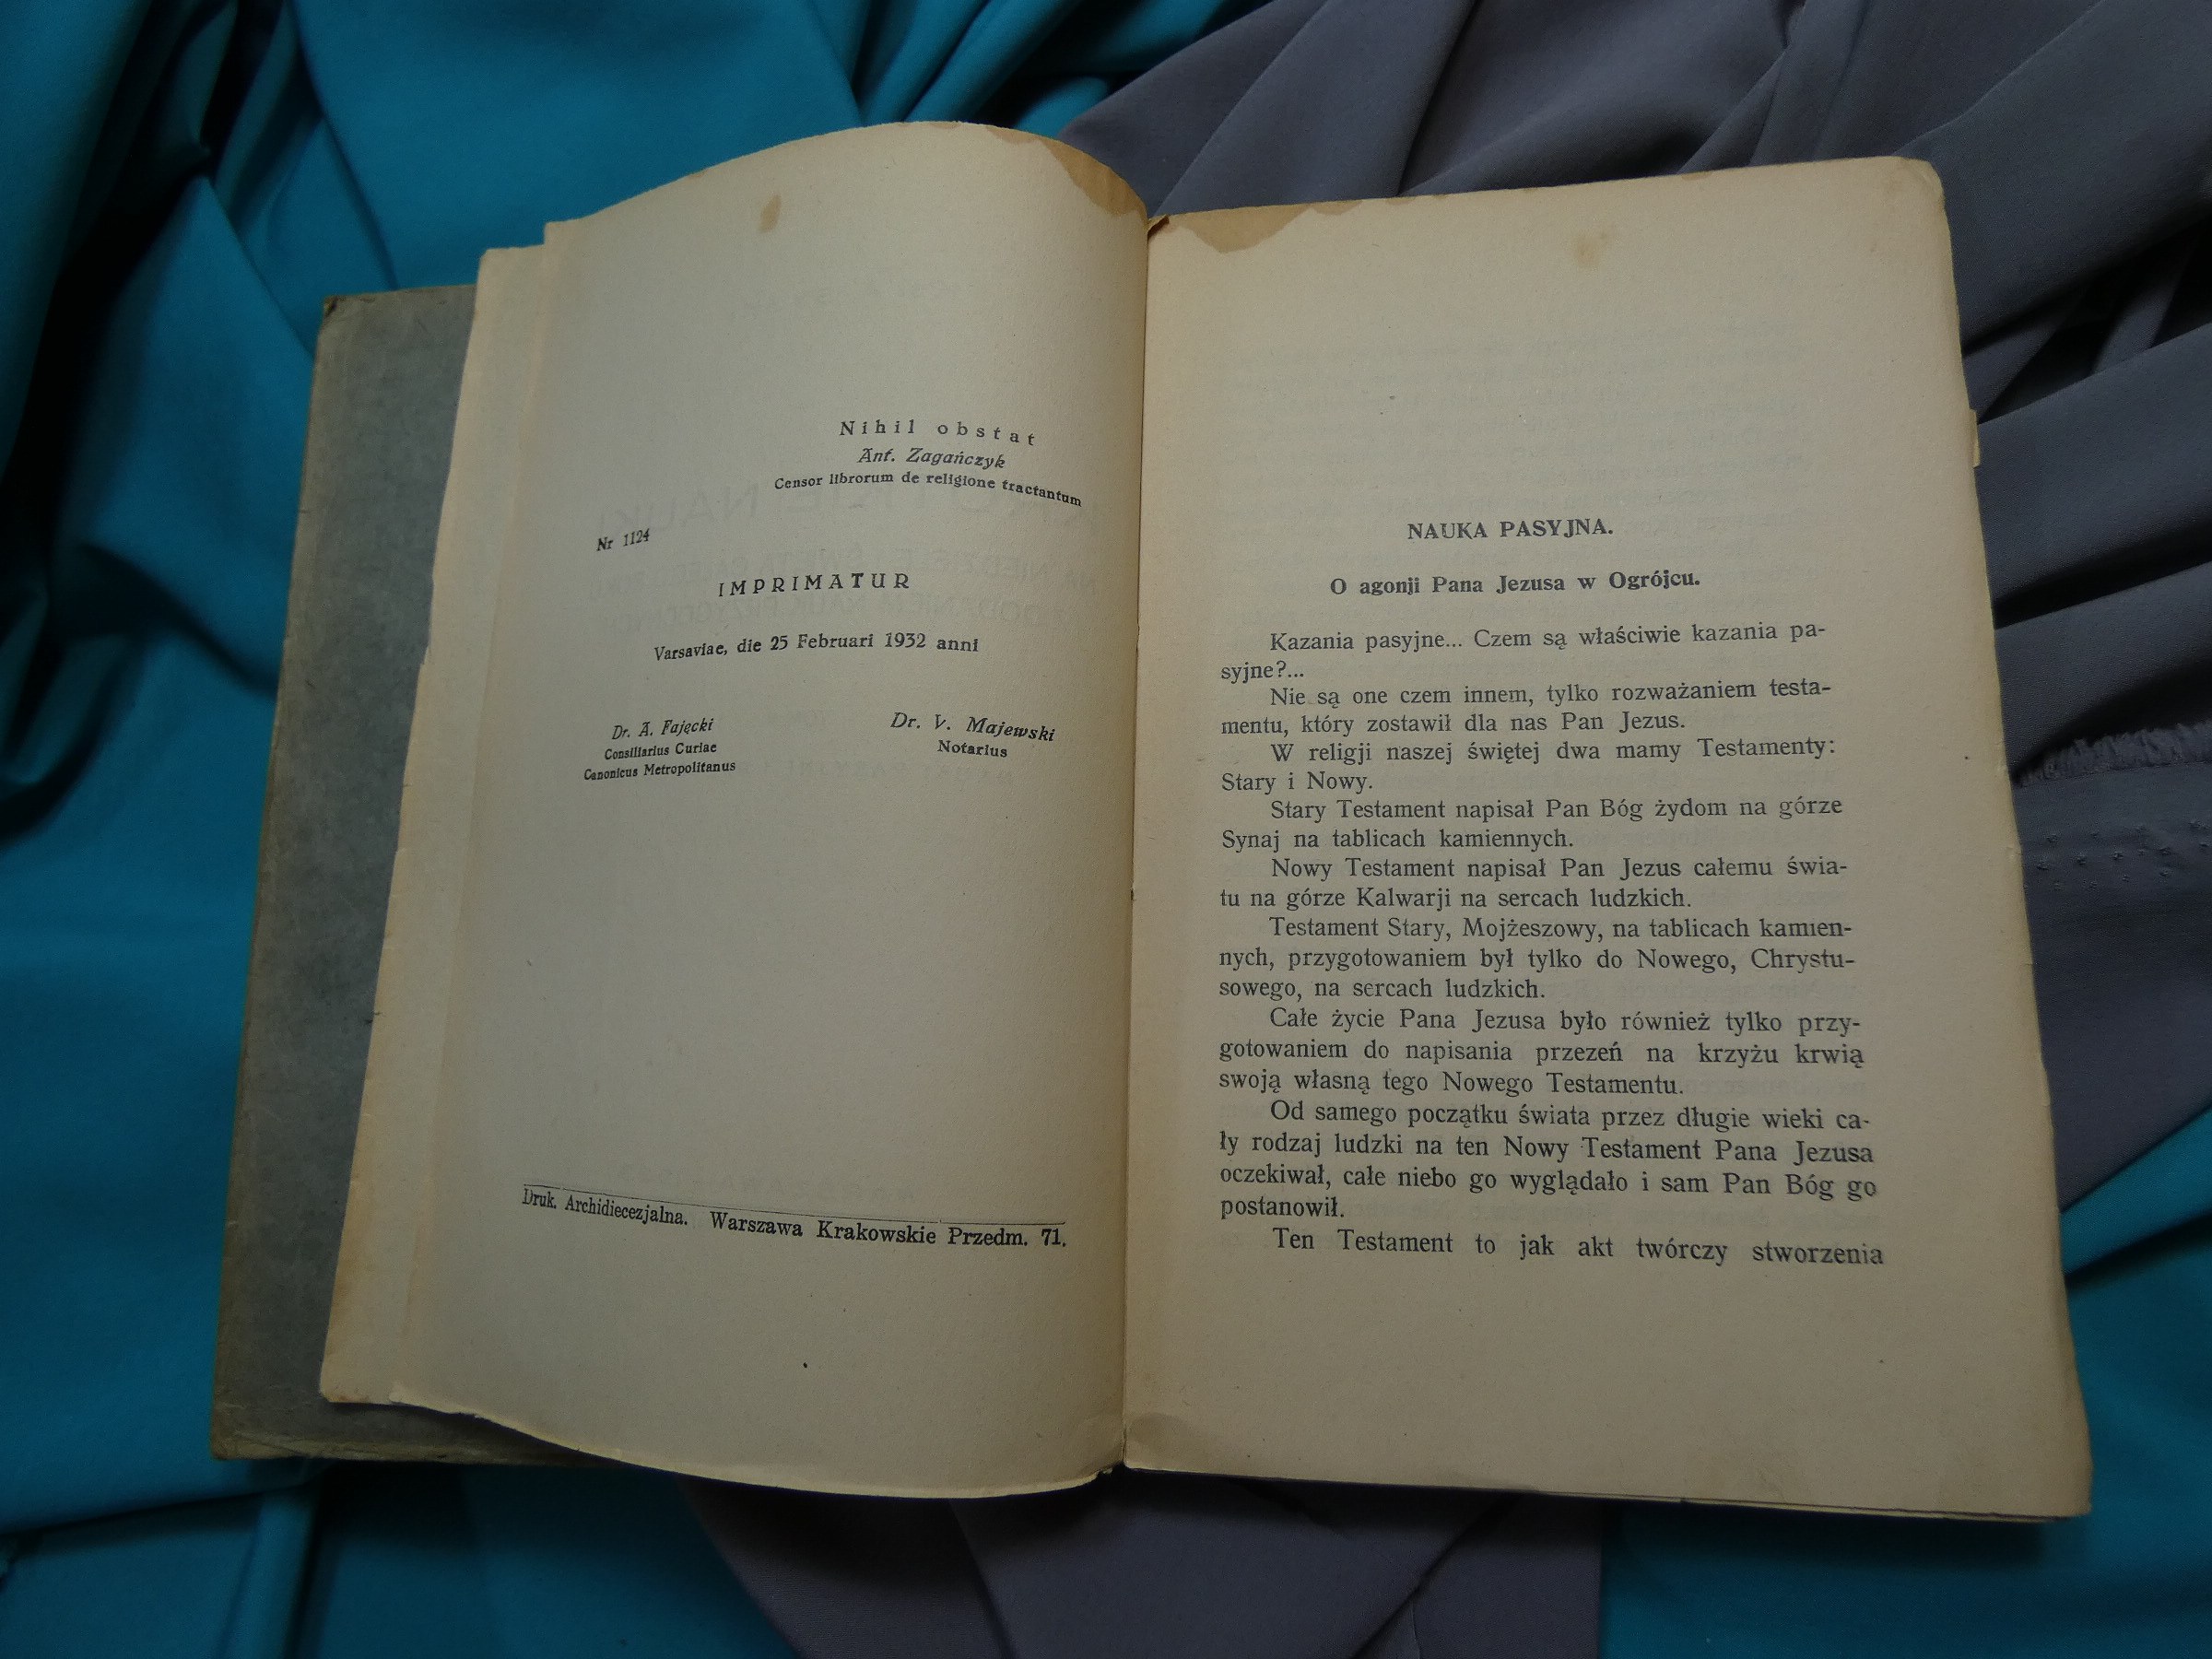 Nihil obstat
Ant. Zagańczyk
Censor librorum de religione tractantum
Nr 1124
IMPRIMATUR
Varsaviae, die 25 Februari 1932 anni
Dr. A. Fajęcki
Consiliarius Curiae
Canonicus Metropolitanus
Dr. V. Majewski
Notarius
Druk. Archidiecezjalna. Warszawa Krakowskie Przedm. 71.
NAUKA PASYJNA.
O agonji Pana Jezusa w Ogrójcu.
Kazania pasyjne... Czem są właściwie kazania pa-
syjne?...
Nie są one czem innem, tylko rozważaniem testa-
mentu, który zostawił dla nas Pan Jezus.
W religji naszej świętej dwa mamy Testamenty:
Stary i Nowy.
Stary Testament napisał Pan Bóg żydom na górze
Synaj na tablicach kamiennych.
Nowy Testament napisał Pan Jezus całemu świa-
tu na górze Kalwarji na sercach ludzkich.
Testament Stary, Mojżeszowy, na tablicach kamien-
nych, przygotowaniem był tylko do Nowego, Chrystu-
sowego, na sercach ludzkich.
Całe życie Pana Jezusa było również tylko przy-
gotowaniem do napisania przezeń na krzyżu krwią
swoją własną tego Nowego Testamentu.
Od samego początku świata przez długie wieki ca-
ły rodzaj ludzki na ten Nowy Testament Pana Jezusa
oczekiwał, całe niebo go wyglądało i sam Pan Bóg go
postanowił.
Ten Testament to jak akt twórczy stworzenia